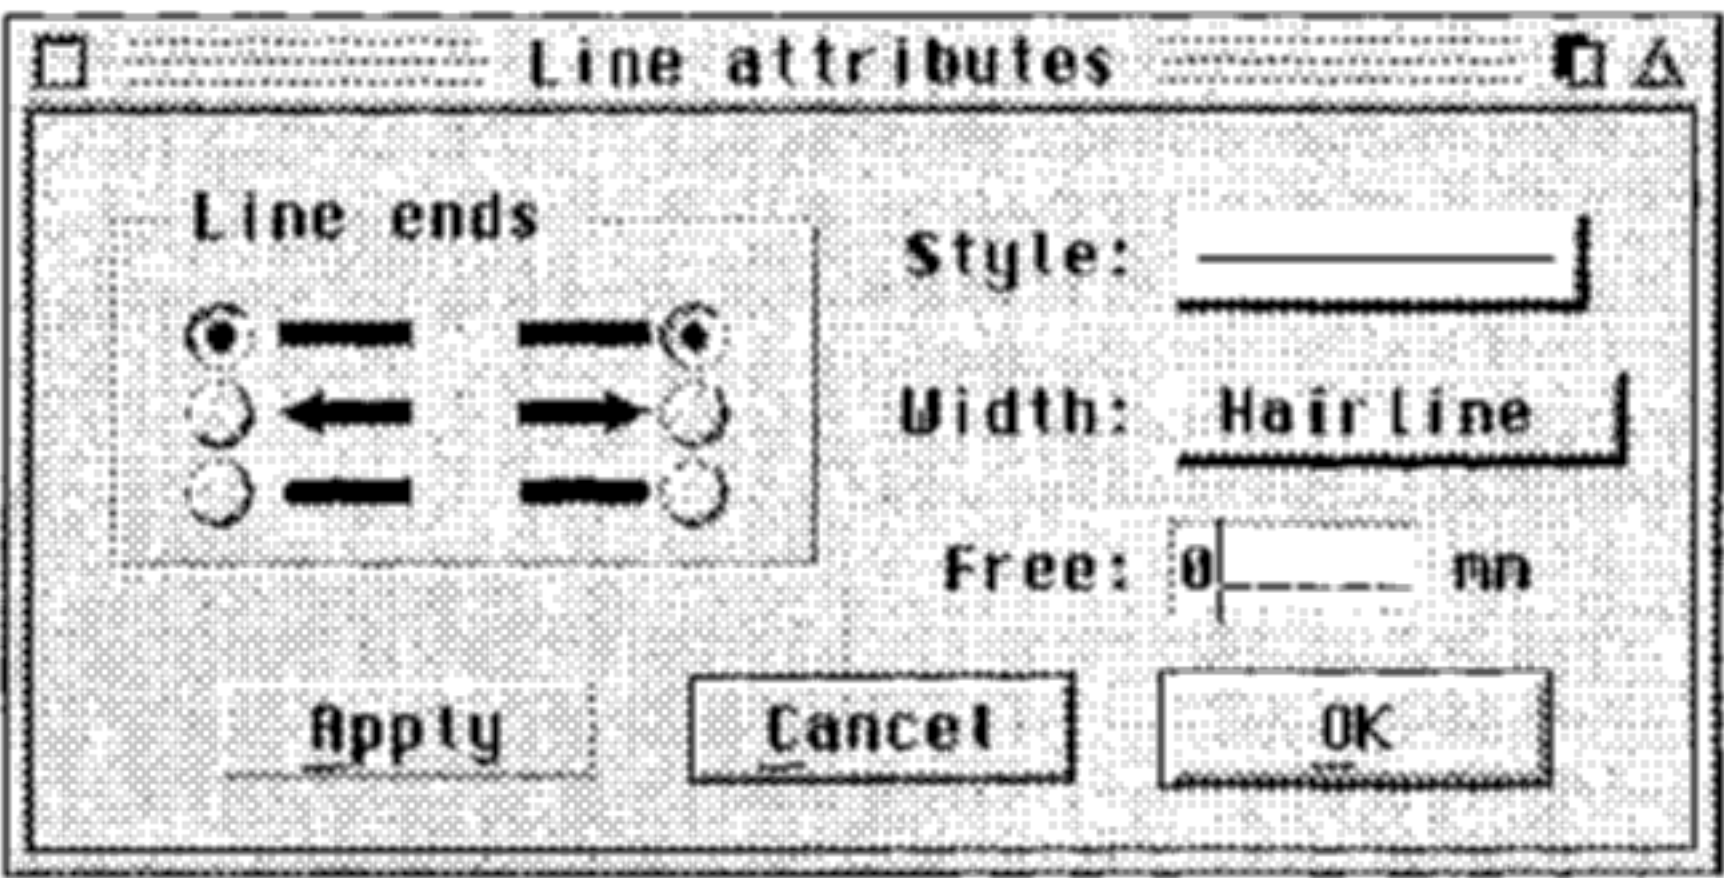 Line attributes
Line ends
Style:
Width: Hairline
Free: 0 mm
Apply Cancel OK